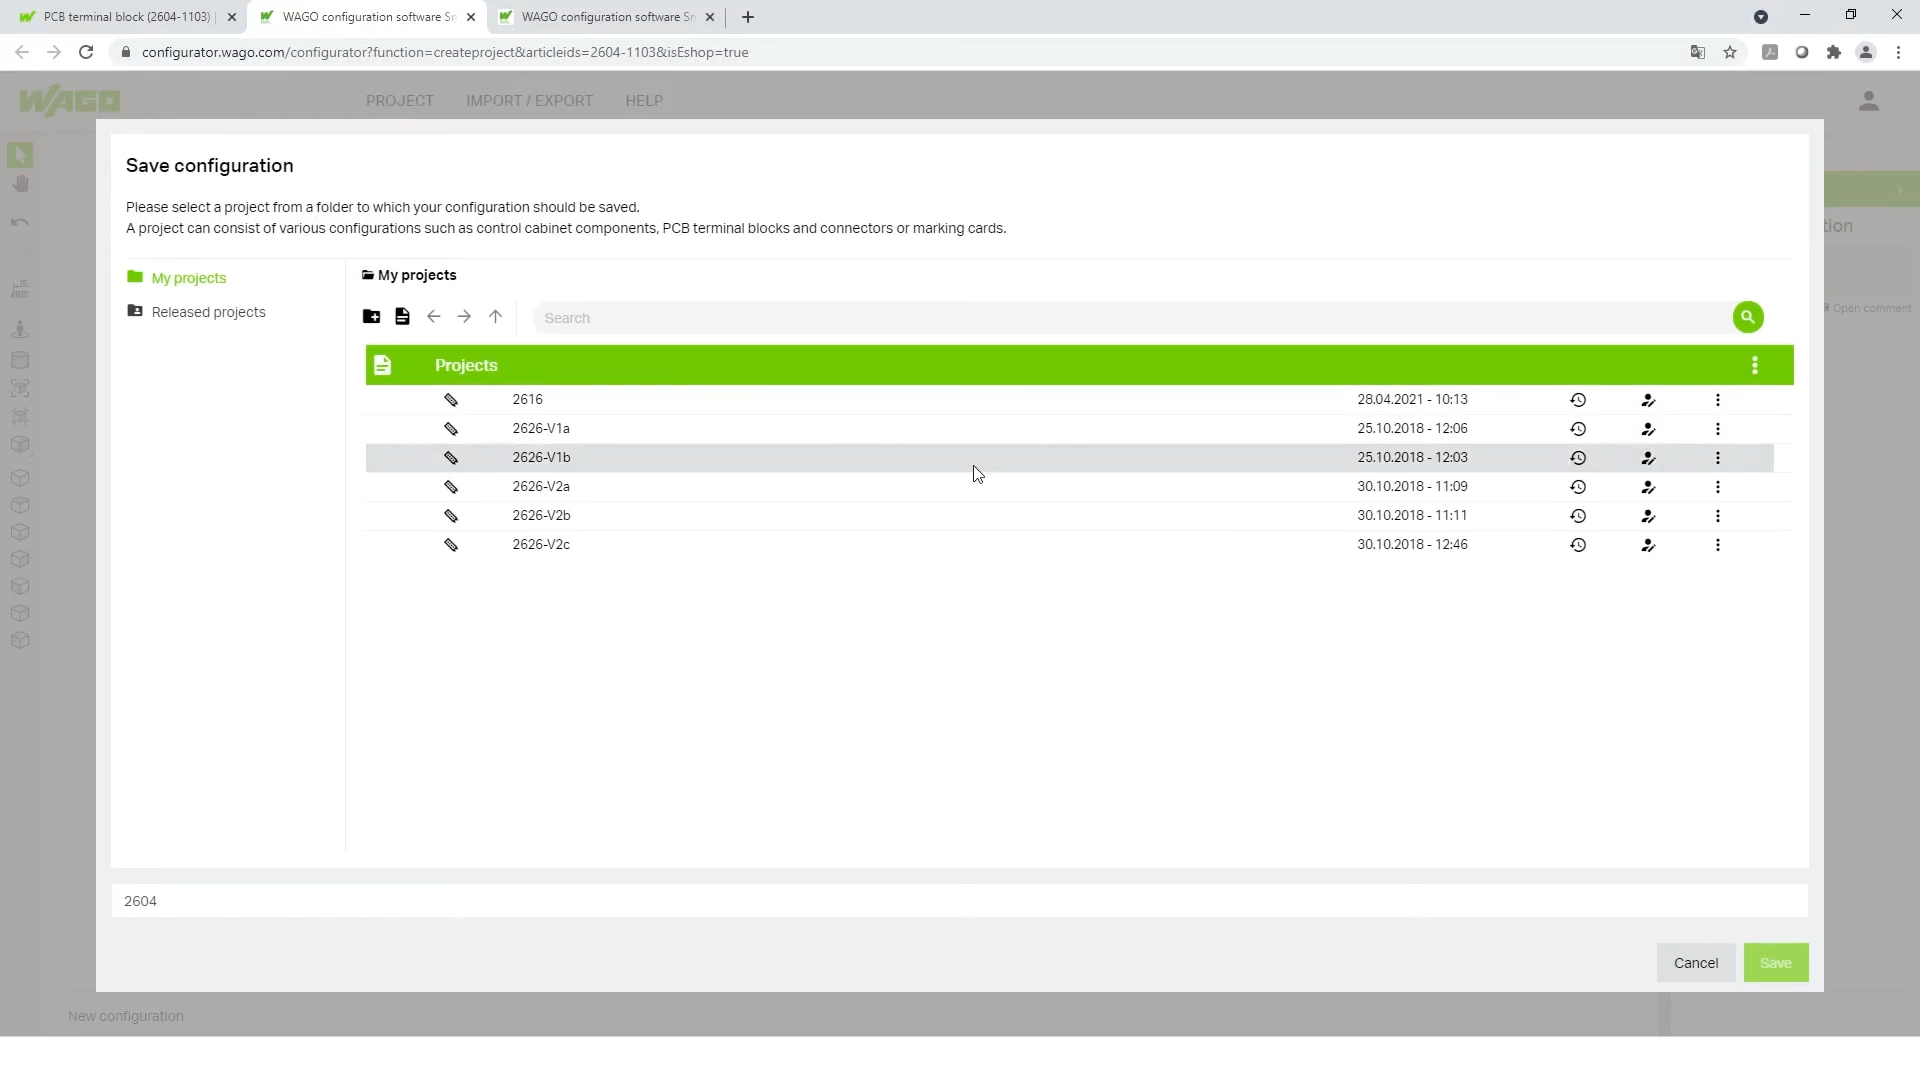 PCB terminal block (2604-1103)
WAGO configuration software Sm
WAGO configuration software Sm
configurator.wago.com/configurator?function=createproject&articleids=2604-1103&isEshop=true
WAGO
PROJECT
IMPORT / EXPORT
HELP
Save configuration
Please select a project from a folder to which your configuration should be saved.
A project can consist of various configurations such as control cabinet components, PCB terminal blocks and connectors or marking cards.
tion
My projects
My projects
Released projects
Open comment
Search
Projects
2616 28.04.2021 - 10:13
2626-V1a 25.10.2018 - 12:06
2626-V1b 25.10.2018 - 12:03
2626-V2a 30.10.2018 - 11:09
2626-V2b 30.10.2018 - 11:11
2626-V2c 30.10.2018 - 12:46
2604
Cancel
Save
New configuration